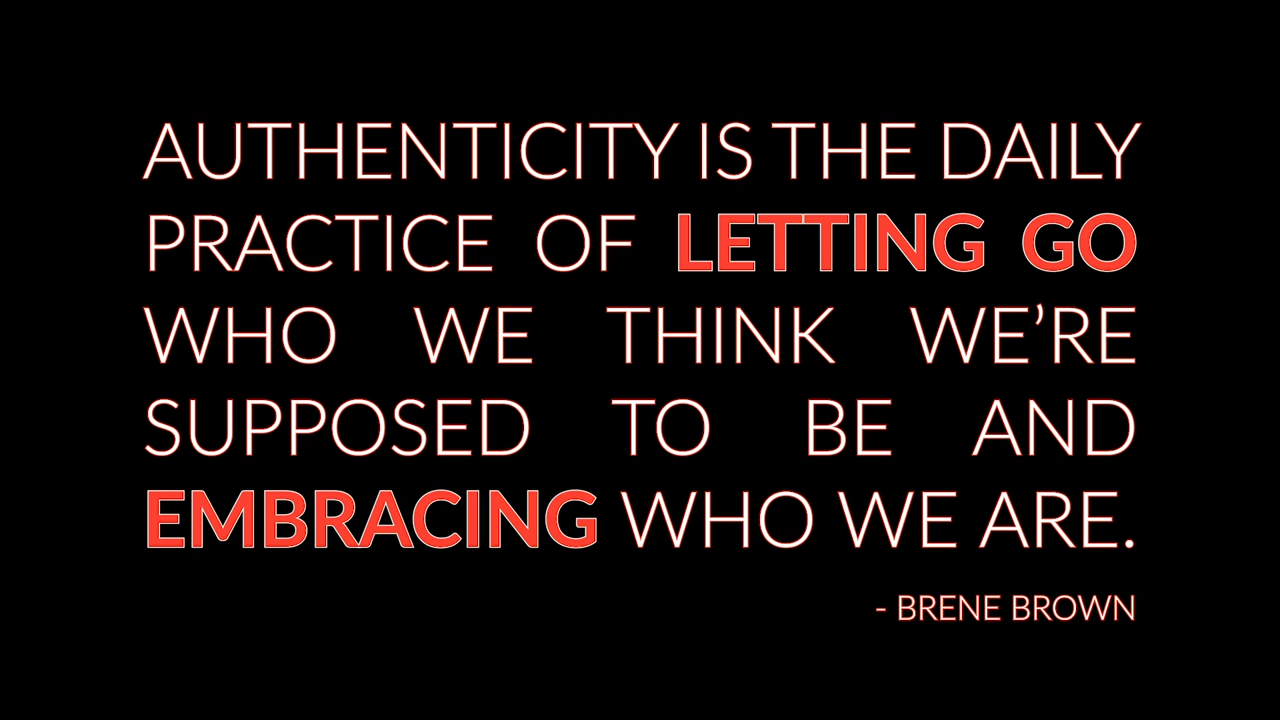 AUTHENTICITY IS THE DAILY
PRACTICE OF LETTING GO
WHO WE THINK WE’RE
SUPPOSED TO BE AND
EMBRACING WHO WE ARE.
- BRENE BROWN